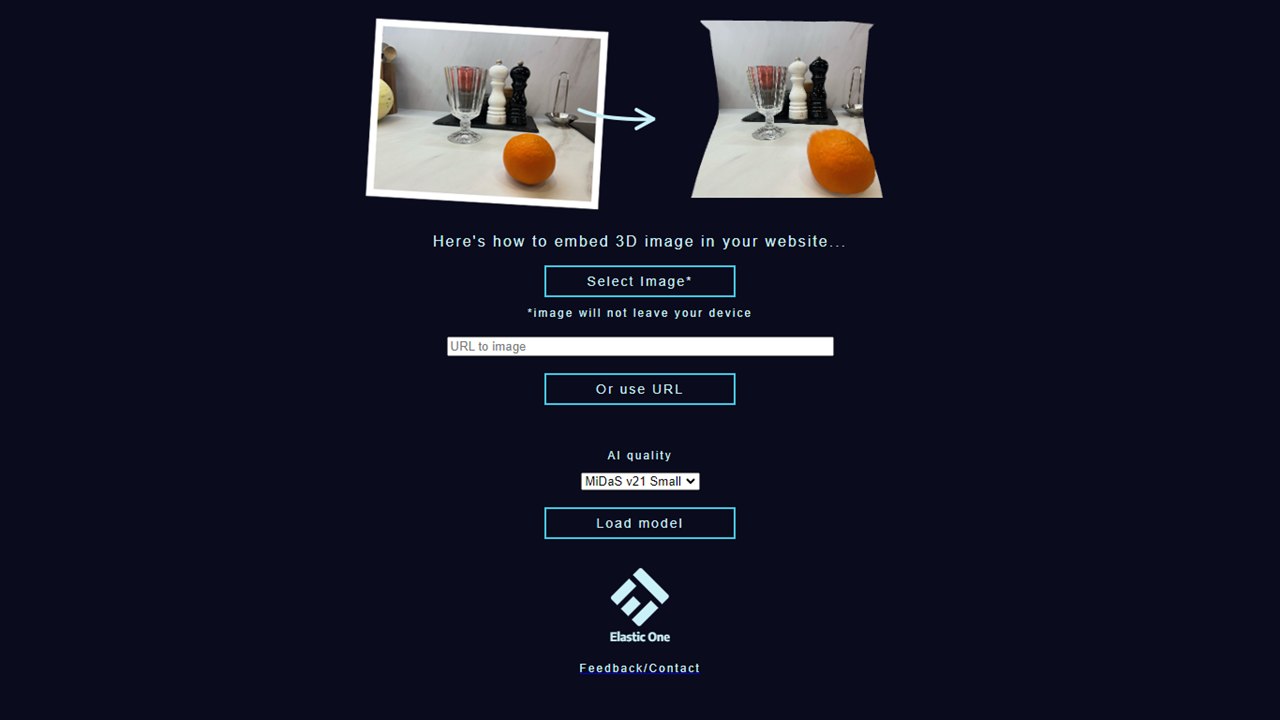 Here's how to embed 3D image in your website...
Select Image*
*image will not leave your device
URL to image
Or use URL
AI quality
MiDaS v21 Small
Load model
Elastic One
Feedback/Contact